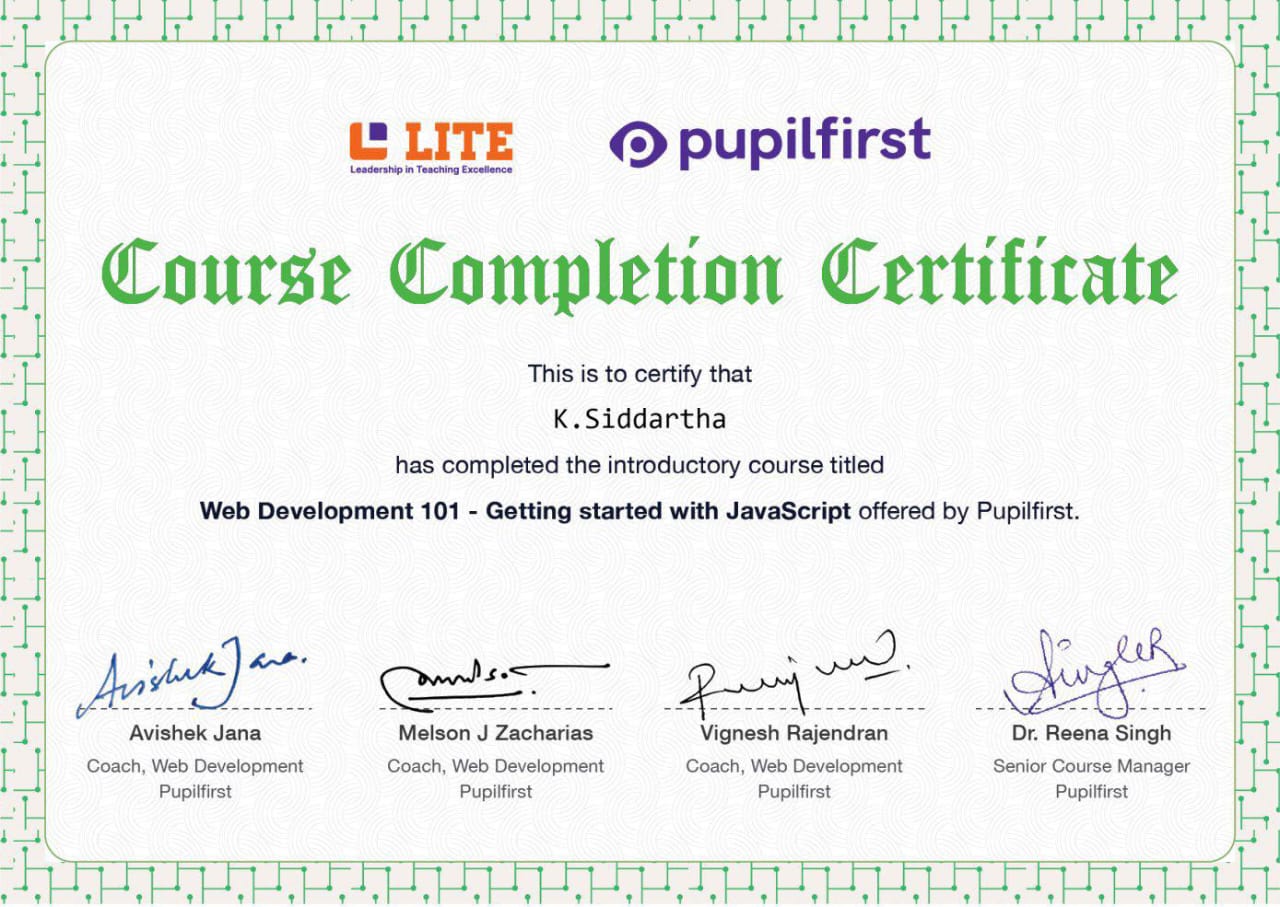 LITE
Leadership in Teaching Excellence
pupilfirst
Course Completion Certificate
This is to certify that
K.Siddartha
has completed the introductory course titled
Web Development 101 - Getting started with JavaScript offered by Pupilfirst.
Avishek Jana.
Avishek Jana
Coach, Web Development
Pupilfirst
Melson J Zacharias
Coach, Web Development
Pupilfirst
Vignesh Rajendran
Coach, Web Development
Pupilfirst
Dr. Reena Singh
Senior Course Manager
Pupilfirst